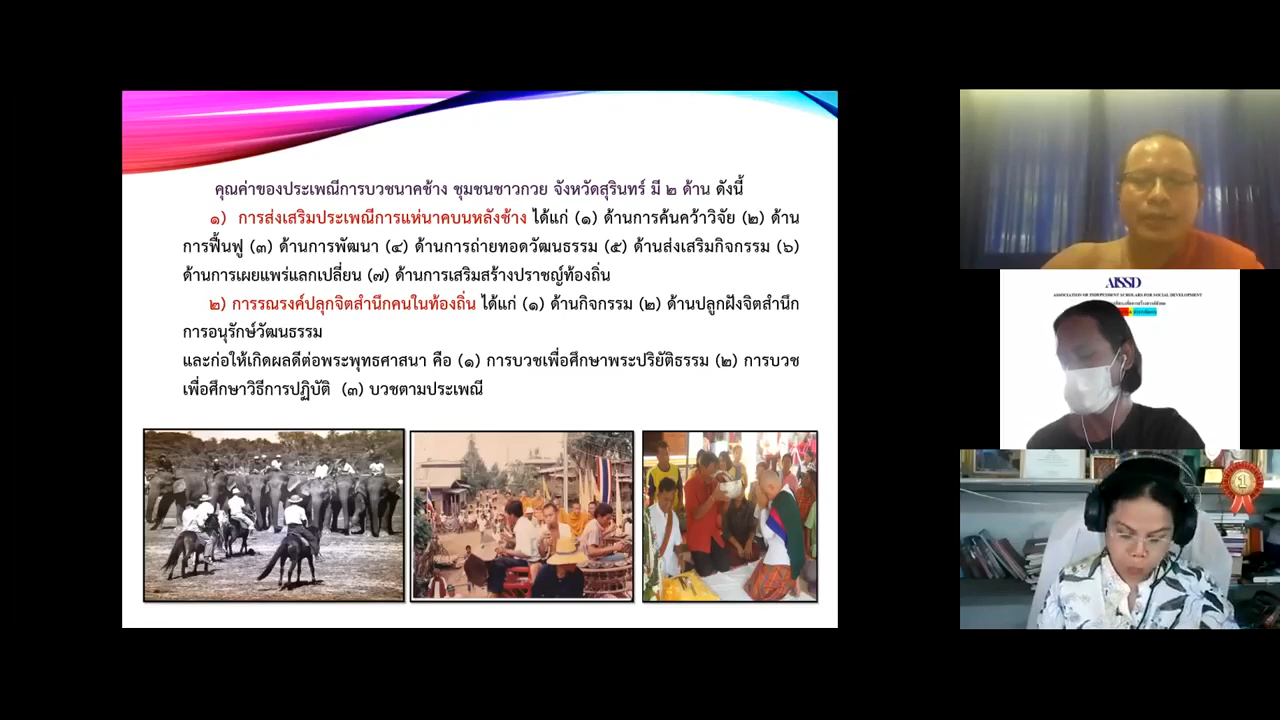 คุณค่าของประเพณีการบวชนาคช้าง ชุมชนชาวกวย จังหวัดสุรินทร์ มี ๒ ด้าน ดังนี้
๑) การส่งเสริมประเพณีการแห่นาคบนหลังช้าง ได้แก่ (๑) ด้านการค้นคว้าวิจัย (๒) ด้าน
การฟื้นฟู (๓) ด้านการพัฒนา (๔) ด้านการถ่ายทอดวัฒนธรรม (๕) ด้านส่งเสริมกิจกรรม (๖)
ด้านการเผยแพร่แลกเปลี่ยน (๗) ด้านการเสริมสร้างปราชญ์ท้องถิ่น
๒) การรณรงค์ปลุกจิตสำนึกคนในท้องถิ่น ได้แก่ (๑) ด้านกิจกรรม (๒) ด้านปลูกฝังจิตสำนึก
การอนุรักษ์วัฒนธรรม
และก่อให้เกิดผลดีต่อพระพุทธศาสนา คือ (๑) การบวชเพื่อศึกษาพระปริยัติธรรม (๒) การบวช
เพื่อศึกษาวิธีการปฏิบัติ (๓) บวชตามประเพณี
AISSD
ASSOCIATION OF INDEPENDENT SCHOLARS FOR SOCIAL DEVELOPMENT
1